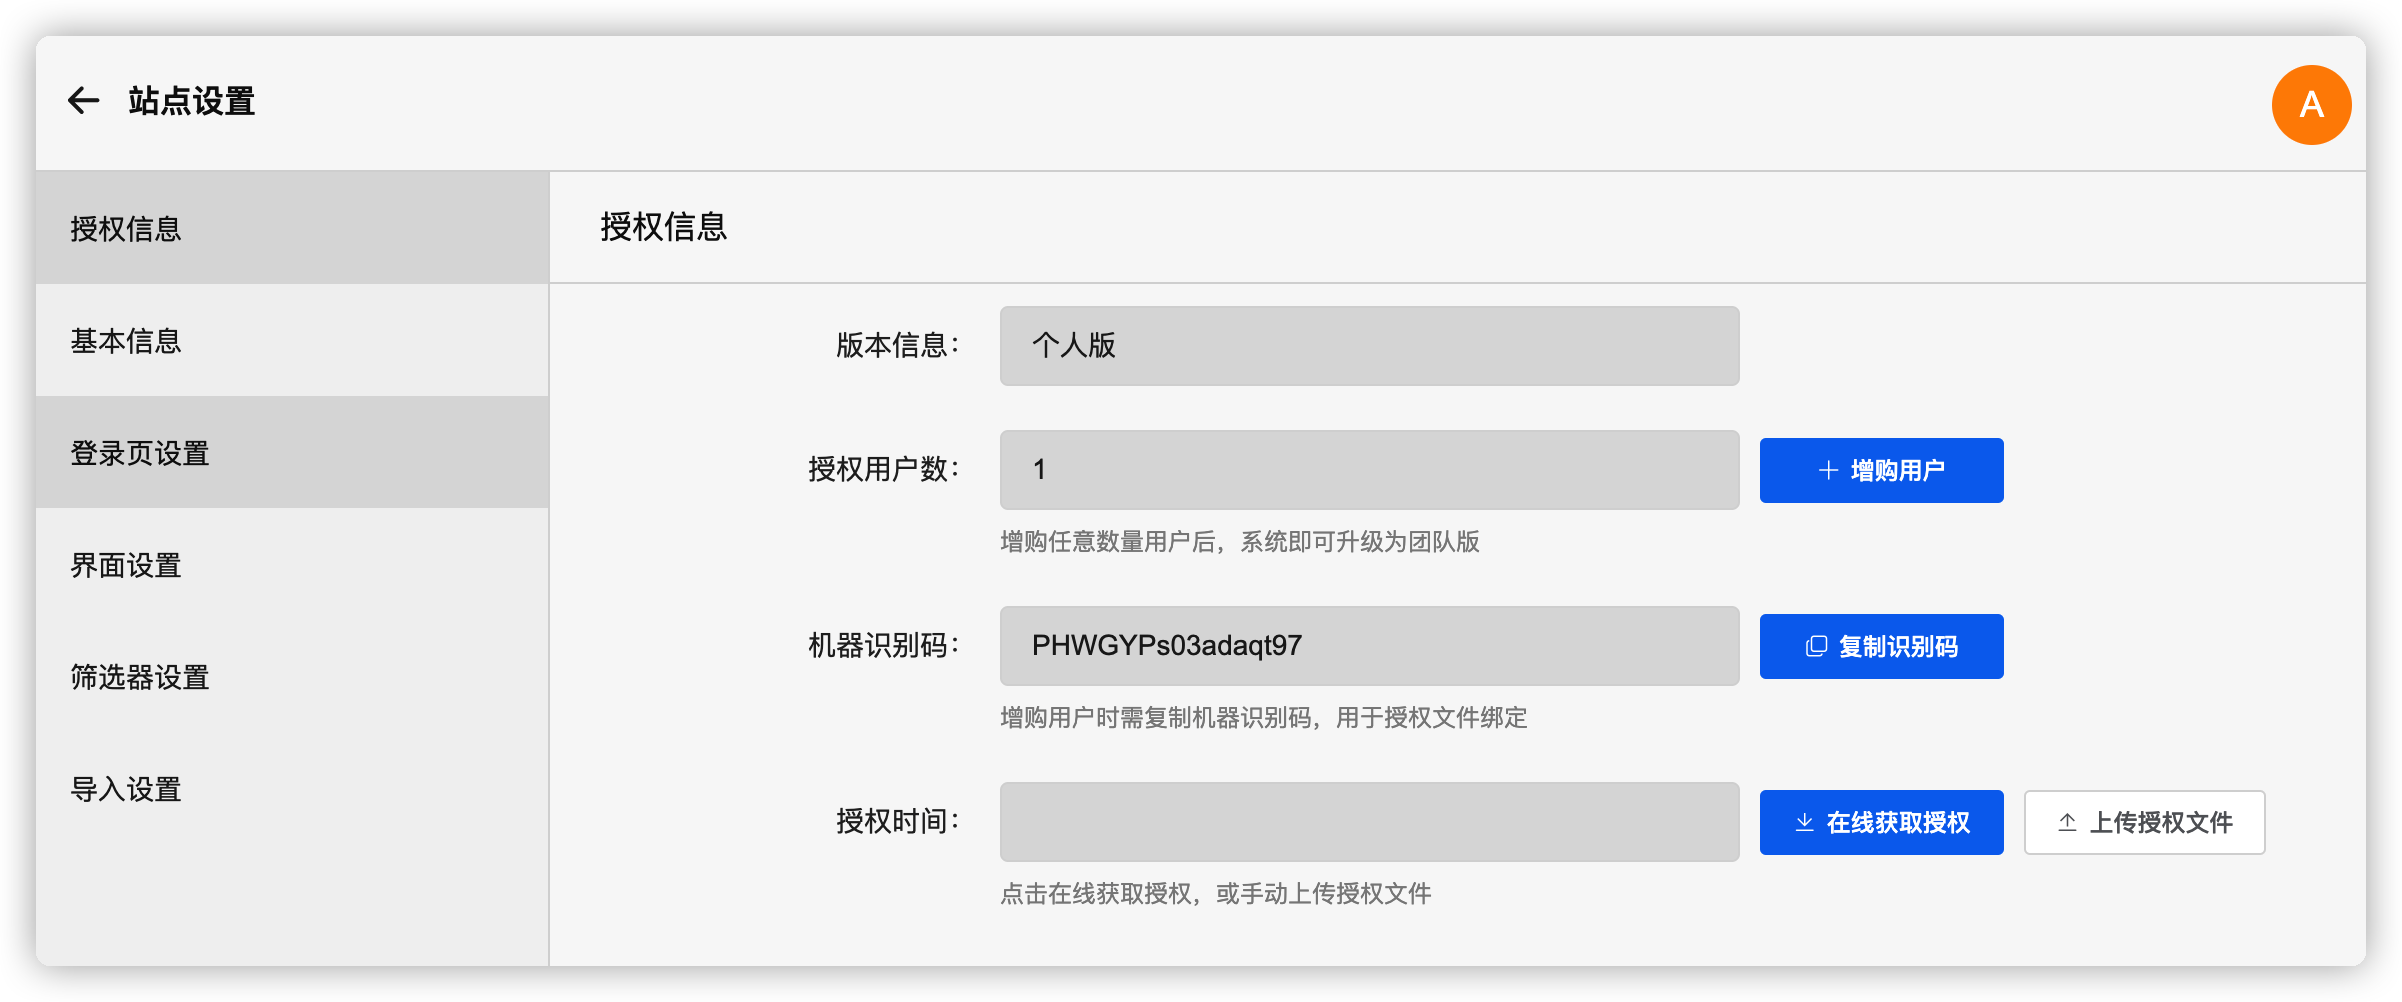 站点设置
A
授权信息
基本信息
登录页设置
界面设置
筛选器设置
导入设置
授权信息
版本信息：
个人版
授权用户数：
1
增购用户
增购任意数量用户后，系统即可升级为团队版
机器识别码：
PHWGYPs03adaqt97
复制识别码
增购用户时需复制机器识别码，用于授权文件绑定
授权时间：
在线获取授权
上传授权文件
点击在线获取授权，或手动上传授权文件